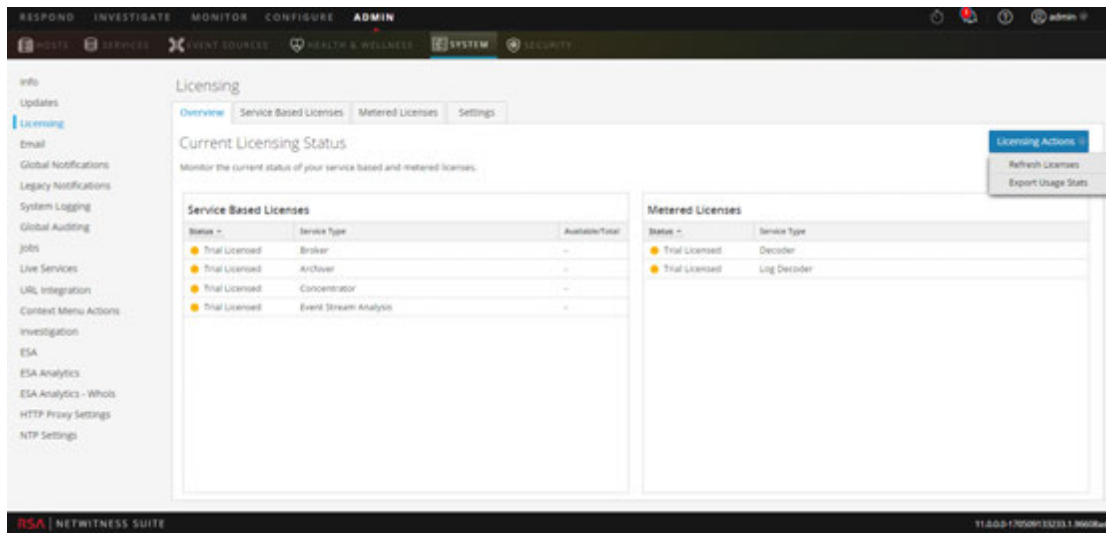 RESPOND INVESTIGATE MONITOR CONFIGURE ADMIN
admin
HOSTS SERVICES EVENT SOURCES HEALTH & WELLNESS SYSTEM SECURITY
Info
Updates
Licensing
Email
Global Notifications
Legacy Notifications
System Logging
Global Auditing
Jobs
Live Services
URL Integration
Context Menu Actions
Investigation
ESA
ESA Analytics
ESA Analytics - Whois
HTTP Proxy Settings
NTP Settings
Licensing
Overview Service Based Licenses Metered Licenses Settings
Current Licensing Status
Monitor the current status of your service based and metered licenses.
Licensing Actions
Refresh Licenses
Export Usage Stats
Service Based Licenses
Status Service Type Available/Total
Trial Licensed Broker --
Trial Licensed Archiver --
Trial Licensed Concentrator --
Trial Licensed Event Stream Analysis --
Metered Licenses
Status Service Type
Trial Licensed Decoder
Trial Licensed Log Decoder
RSA | NETWITNESS SUITE